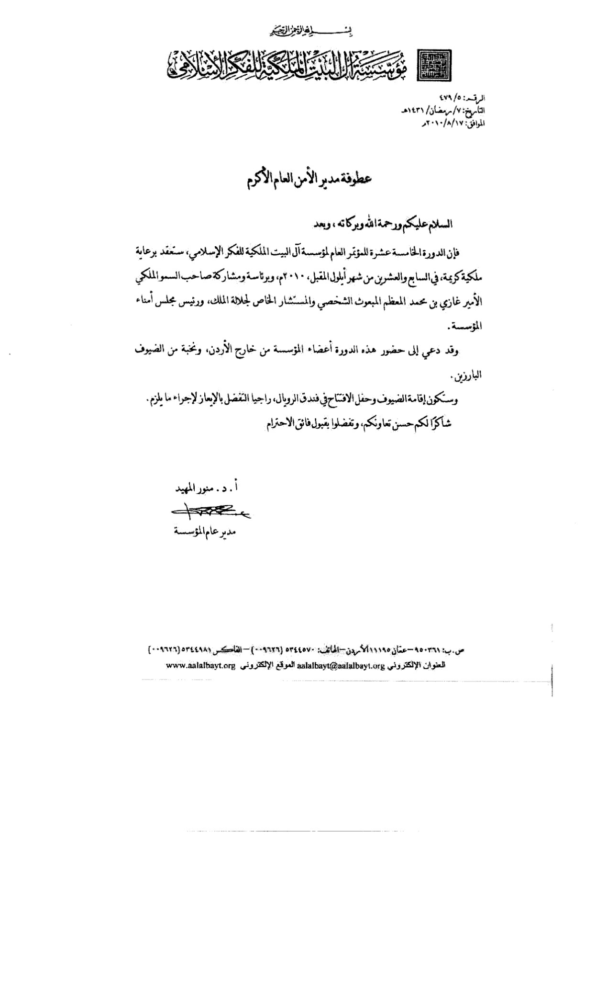 بسم الله الرحمن الرحيم
مؤسسة آل البيت الملكية للفكر الإسلامي
الرقم: ٤٧٩/٥
التاريخ: ٧/رمضان/١٤٣١هـ
الموافق: ٢٠١٠/٨/١٧م
عطوفة مدير الأمن العام الأكرم
السلام عليكم ورحمة الله وبركاته ، وبعد
فإن الدورة الخامسة عشرة للمؤتمر العام لمؤسسة آل البيت الملكية للفكر الإسلامي، ستعقد برعاية
ملكية كريمة، في السابع والعشرين من شهر أيلول المقبل، ٢٠١٠م، وبرئاسة ومشاركة صاحب السمو الملكي
الأمير غازي بن محمد المعظم المبعوث الشخصي والمستشار الخاص لجلالة الملك، ورئيس مجلس أمناء
المؤسسة.
وقد دعي إلى حضور هذه الدورة أعضاء المؤسسة من خارج الأردن، ونخبة من الضيوف
البارزين.
وستكون إقامة الضيوف وحفل الافتتاح في فندق الرويال، راجيا التفضل بالإيعاز لإجراء ما يلزم.
شاكرًا لكم حسن تعاونكم، وتفضلوا بقبول فائق الاحترام
أ. د. منور المهيد
مدير عام المؤسسة
ص.ب: ٩٥٠٣٦١ –عمّان ١١١٩٥ الأردن–الهاتف: ٥٣٤٤٥٧٠ (٠٠٩٦٢٦)–الفاكس ٥٣٤٤٩٨١(٠٠٩٦٢٦)
العنوان الإلكتروني aalalbayt@aalalbayt.org الموقع الإلكتروني www.aalalbayt.org